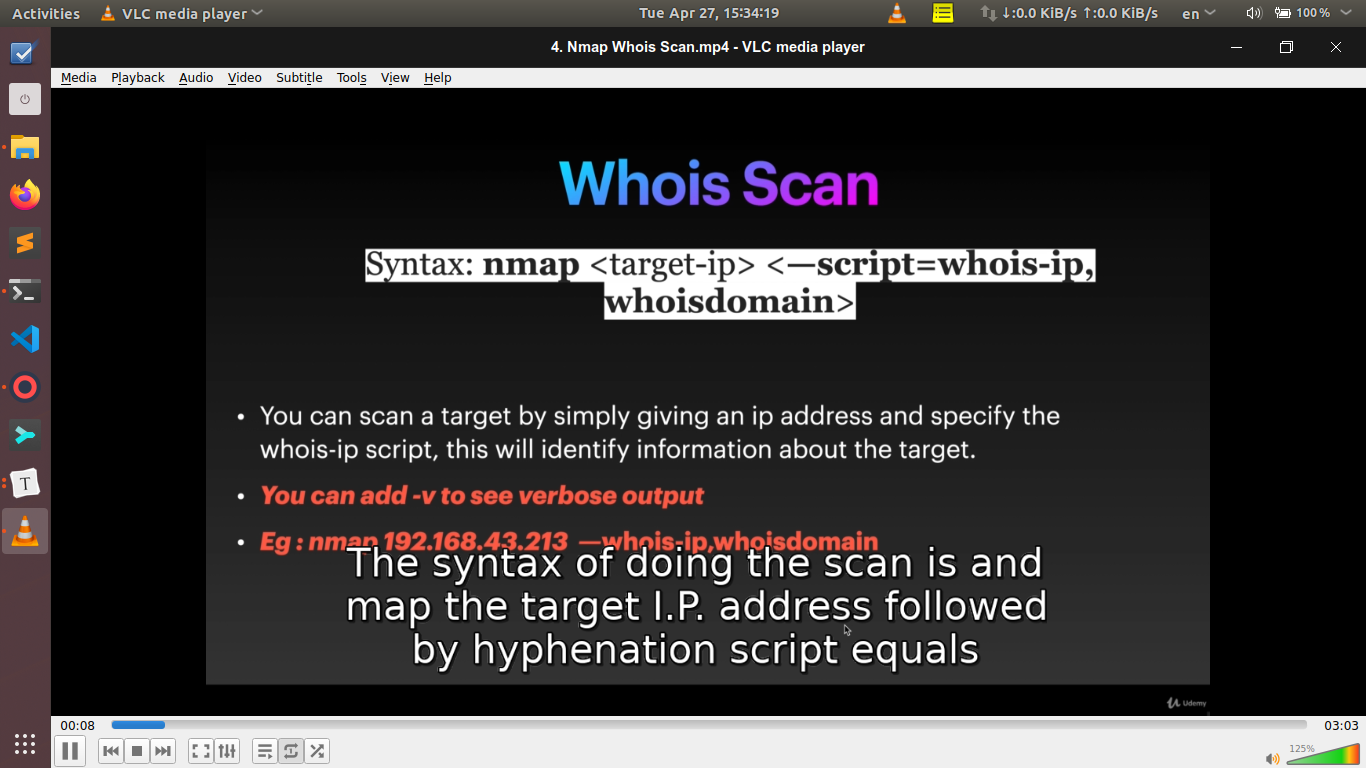 Activities VLC media player Tue Apr 27, 15:34:19 ↓:0.0 KiB/s ↑:0.0 KiB/s en 100 %
4. Nmap Whois Scan.mp4 - VLC media player
Media Playback Audio Video Subtitle Tools View Help
Whois Scan
Syntax: nmap <target-ip> <—script=whois-ip,
whoisdomain>
• You can scan a target by simply giving an ip address and specify the
whois-ip script, this will identify information about the target.
• You can add -v to see verbose output
• Eg : nmap 192.168.43.213 —whois-ip,whoisdomain
The syntax of doing the scan is and
map the target I.P. address followed
by hyphenation script equals
Udemy
00:08 03:03
125%
T